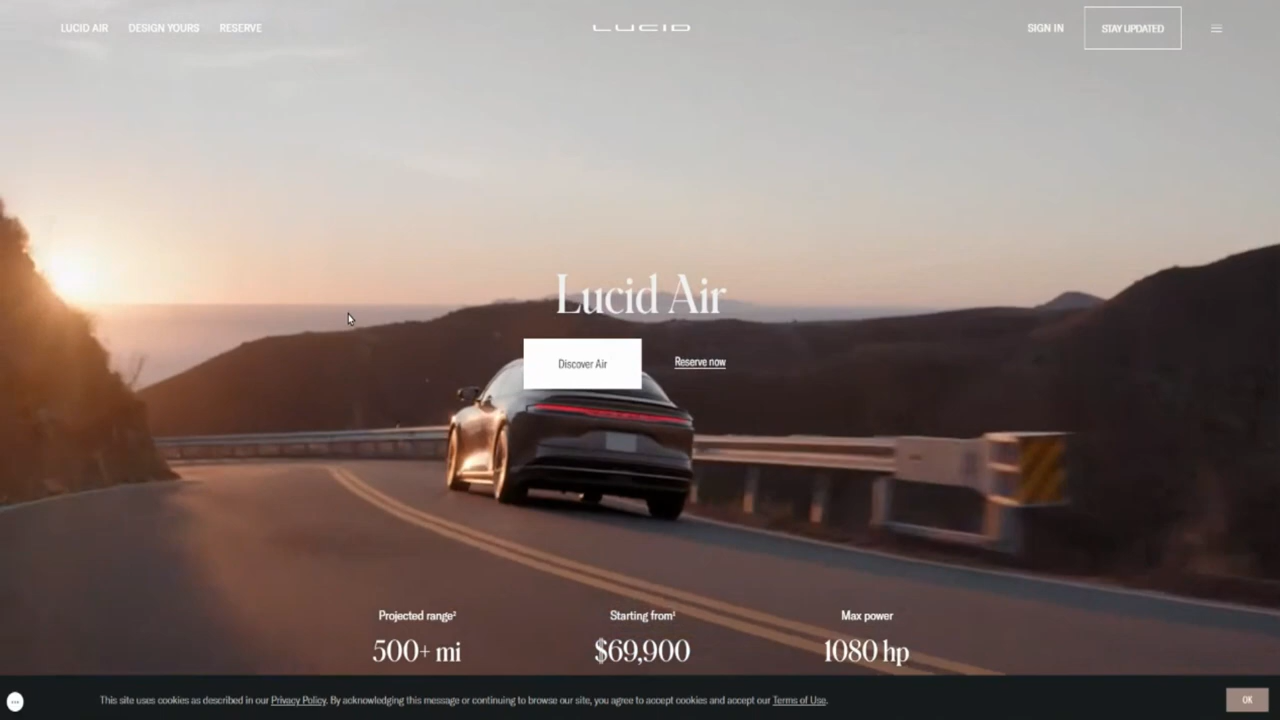 LUCID AIR DESIGN YOURS RESERVE LUCID SIGN IN STAY UPDATED
Lucid Air
Discover Air Reserve now
Projected range² Starting from¹ Max power
500+ mi $69,900 1080 hp
This site uses cookies as described in our Privacy Policy. By acknowledging this message or continuing to browse our site, you agree to accept cookies and accept our Terms of Use. OK